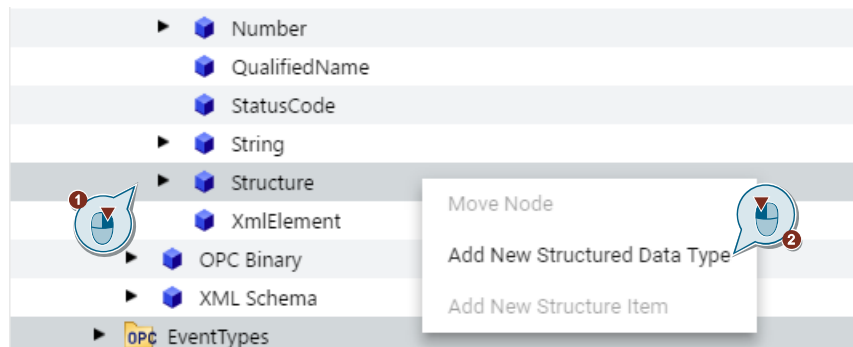 Number
QualifiedName
StatusCode
String
Structure
XmlElement
OPC Binary
XML Schema
OPC EventTypes
1
Move Node
Add New Structured Data Type
Add New Structure Item
2